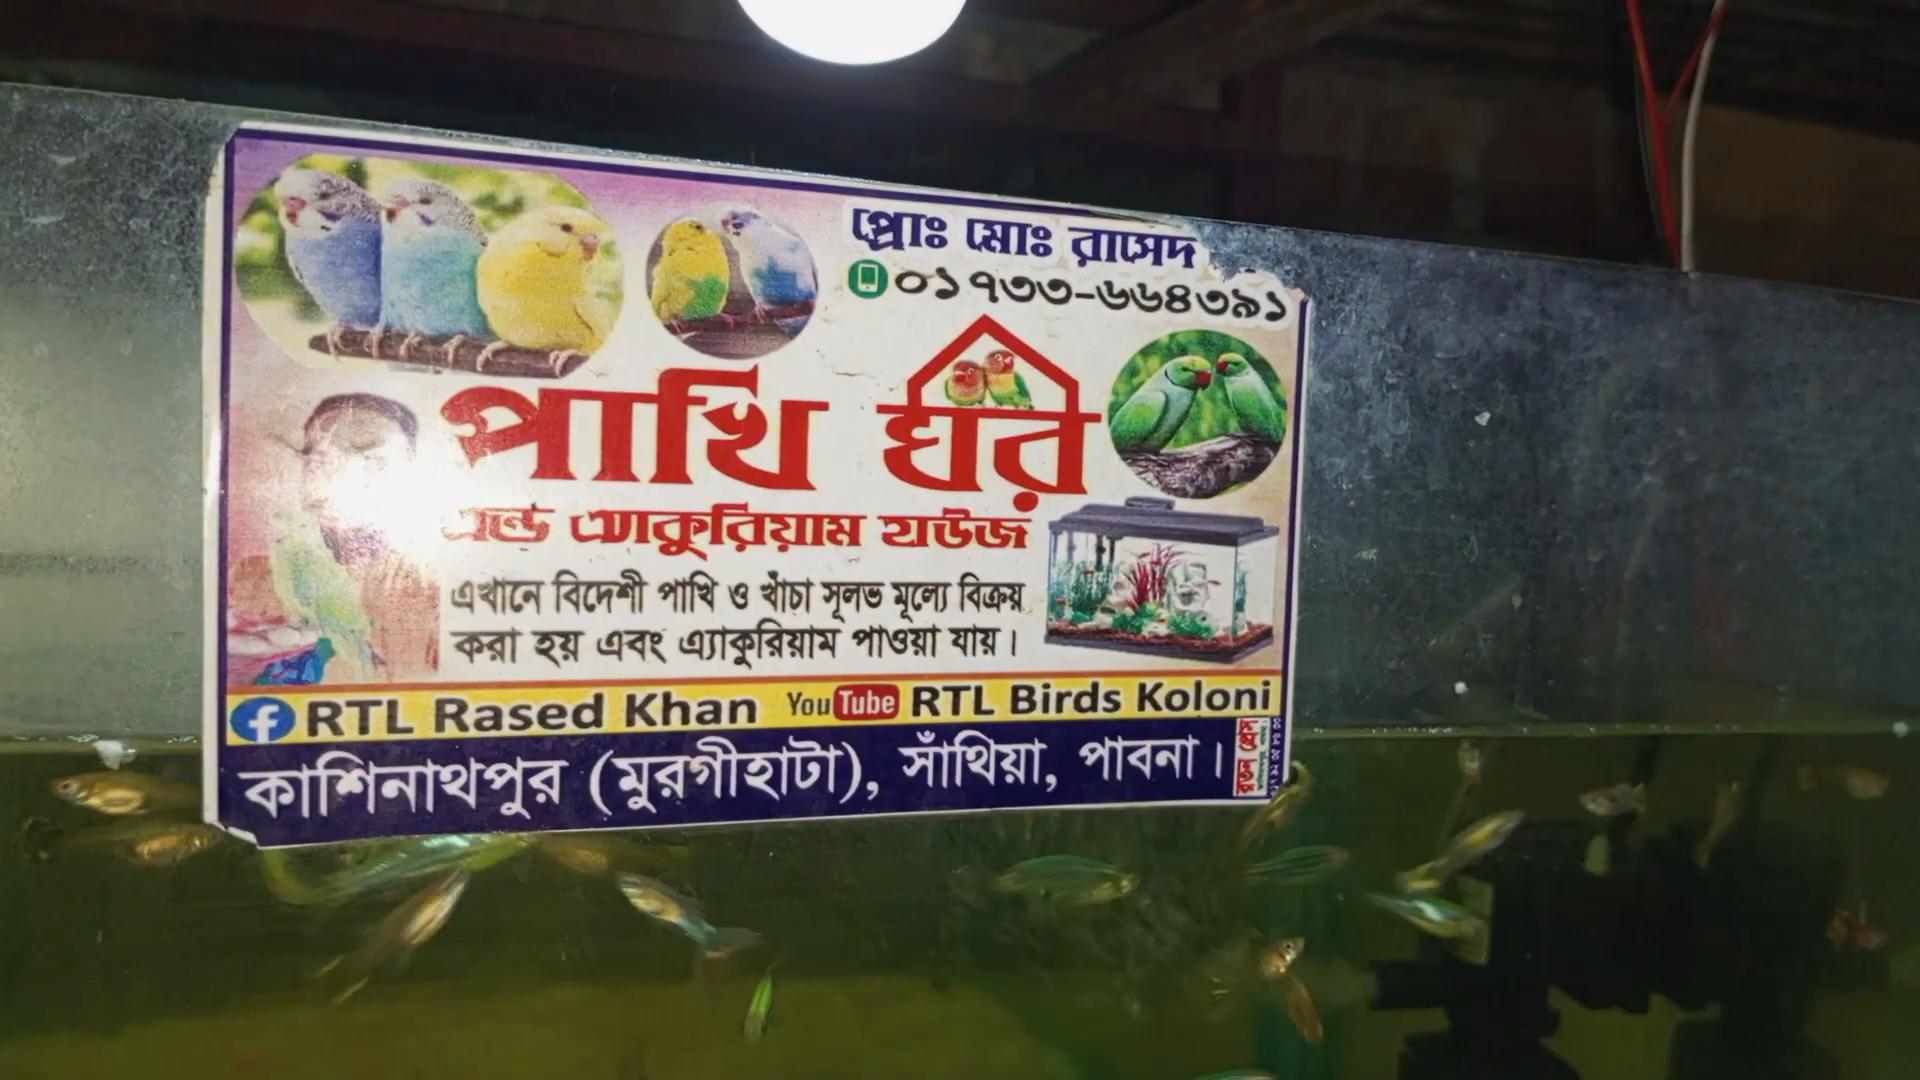 প্রোঃ মোঃ রাসেদ
০১৭৩৩-৬৬৪৩৯১
পাখি ঘর
এন্ড এ্যাকুরিয়াম হাউজ
এখানে বিদেশী পাখি ও খাঁচা সূলভ মূল্যে বিক্রয়
করা হয় এবং এ্যাকুরিয়াম পাওয়া যায়।
RTL Rased Khan YouTube RTL Birds Koloni
কাশিনাথপুর (মুরগীহাটা), সাঁথিয়া, পাবনা।